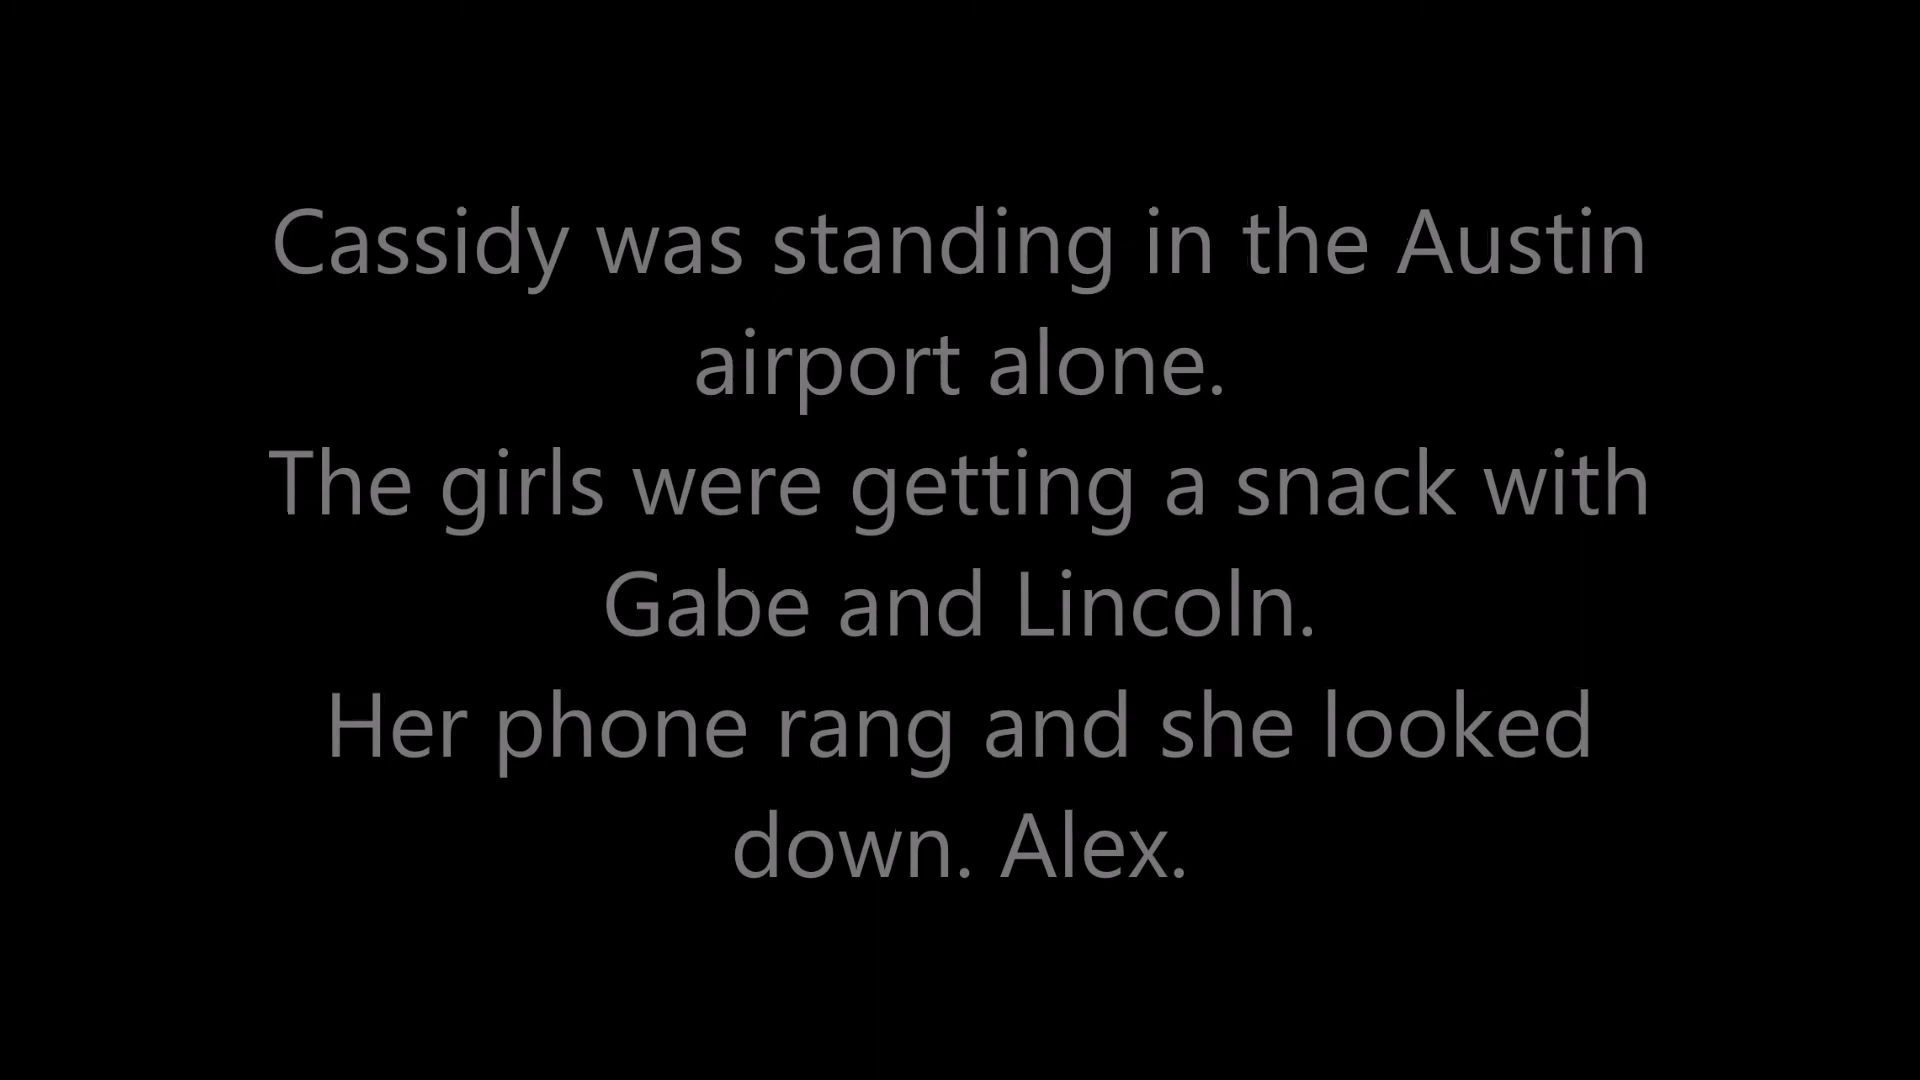 Cassidy was standing in the Austin
airport alone.
The girls were getting a snack with
Gabe and Lincoln.
Her phone rang and she looked
down. Alex.